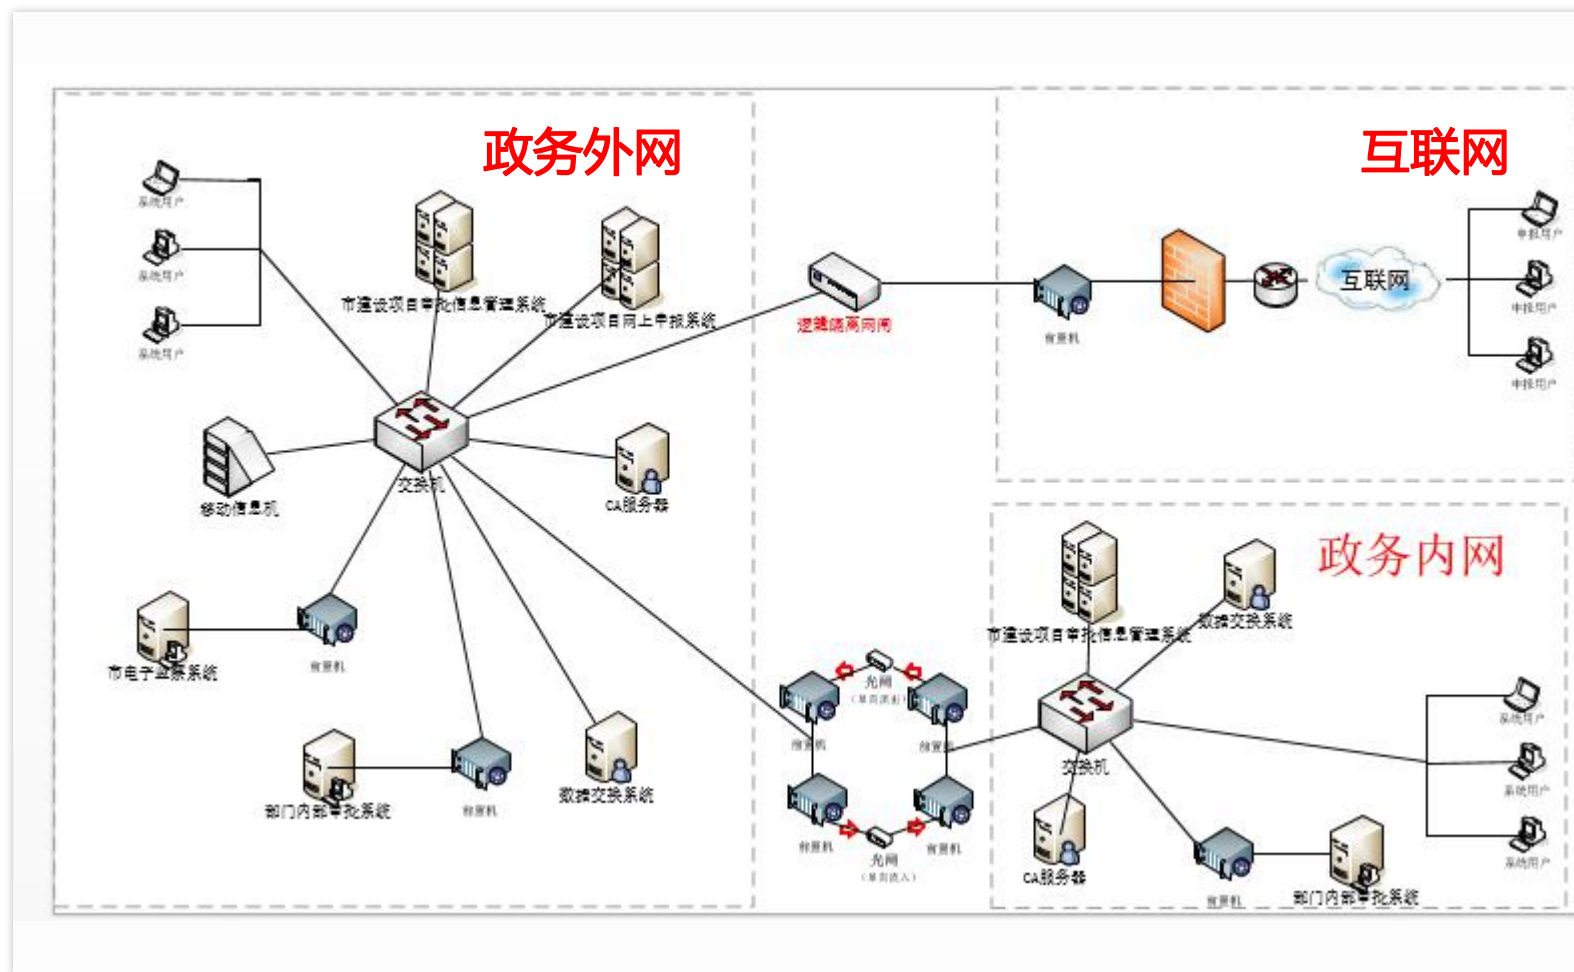 政务外网
互联网
系统用户
系统用户
系统用户
市建设项目审批信息管理系统
市建设项目网上申报系统
逻辑隔离网闸
前置机
互联网
申报用户
申报用户
申报用户
移动信息机
交换机
CA服务器
市电子监察系统
前置机
部门内部审批系统
前置机
数据交换系统
光闸
（单向流出）
前置机
前置机
前置机
光闸
（单向流入）
前置机
政务内网
市建设项目审批信息管理系统
数据交换系统
交换机
系统用户
系统用户
系统用户
CA服务器
前置机
部门内部审批系统